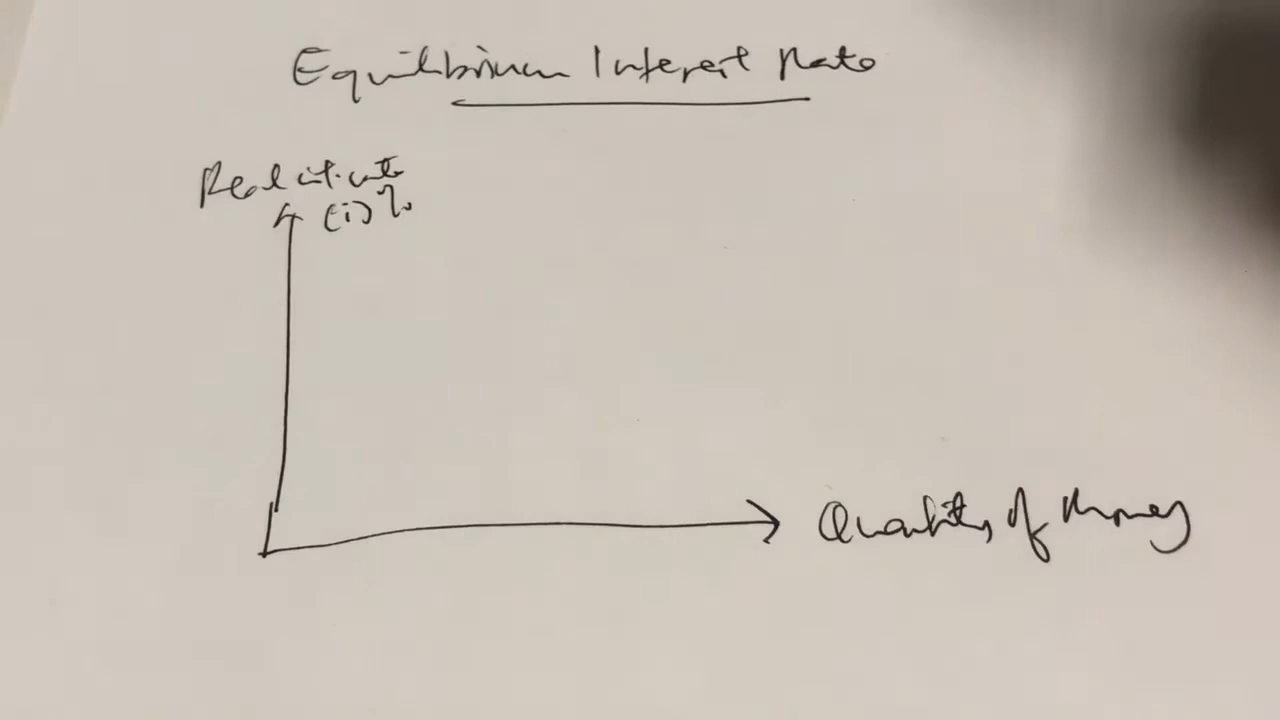 Equilibrium Interest Rate
Real int. rate
(i) %
Quantity of Money